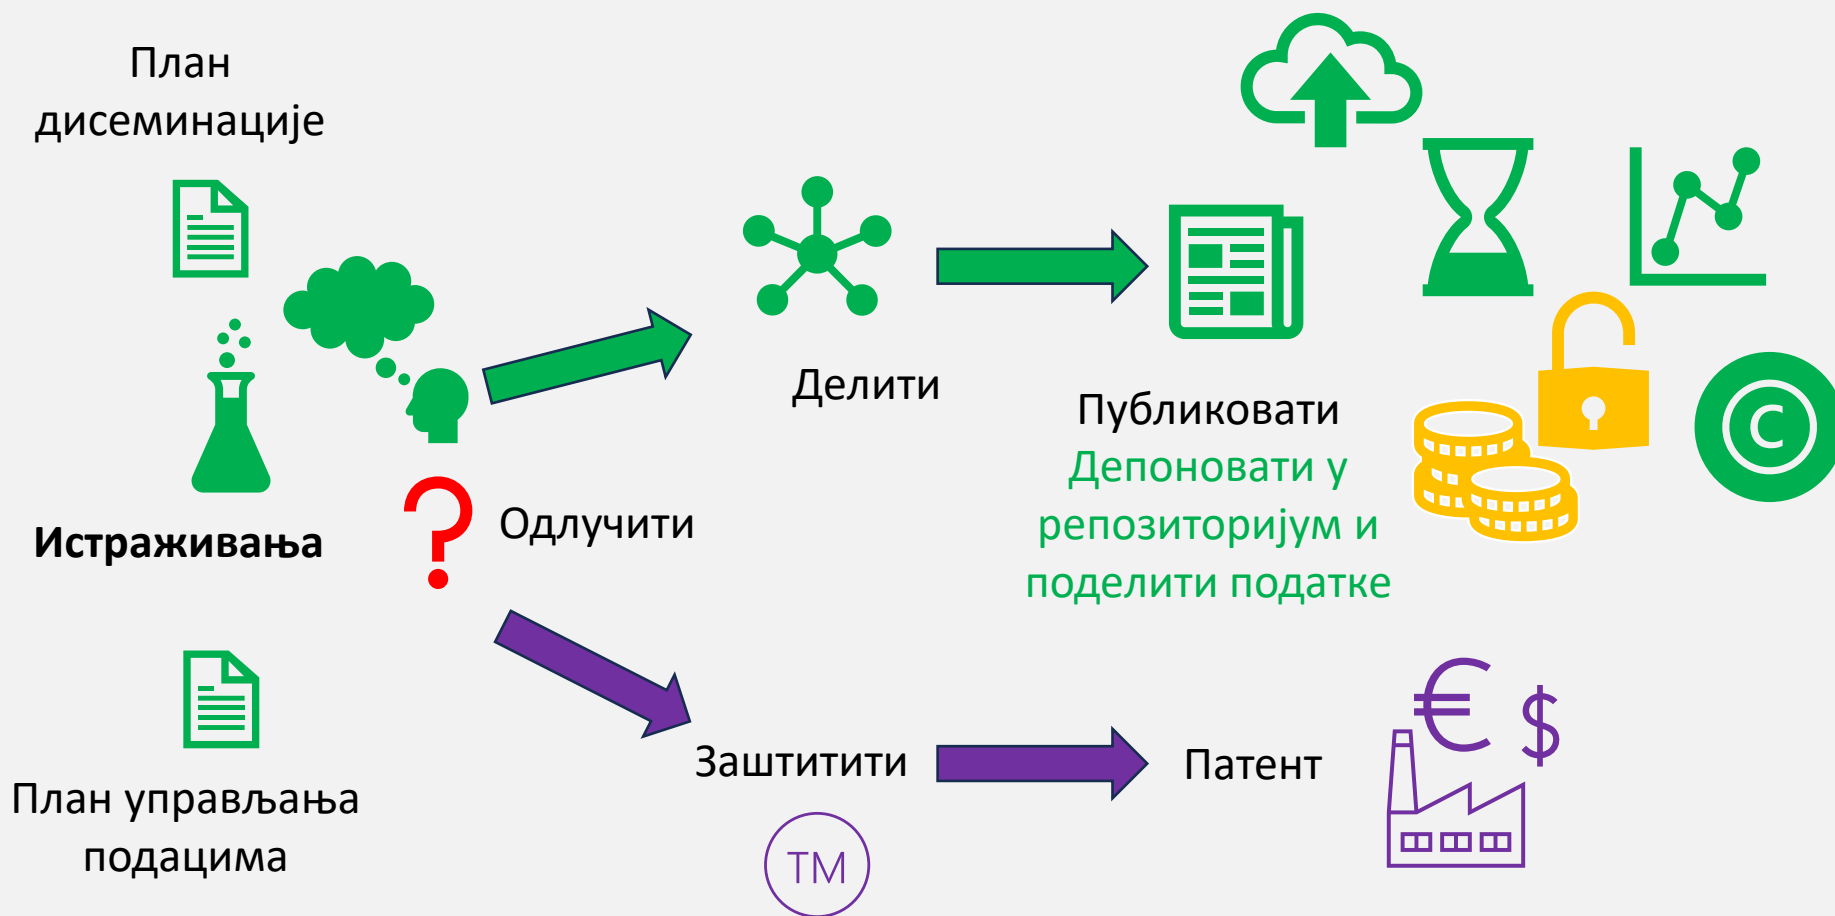 План
дисеминације
Истраживања
Одлучити
План управљања
подацима
Делити
Публиковати
Депоновати у
репозиторијум и
поделити податке
C
Заштитити
TM
Патент
€
$